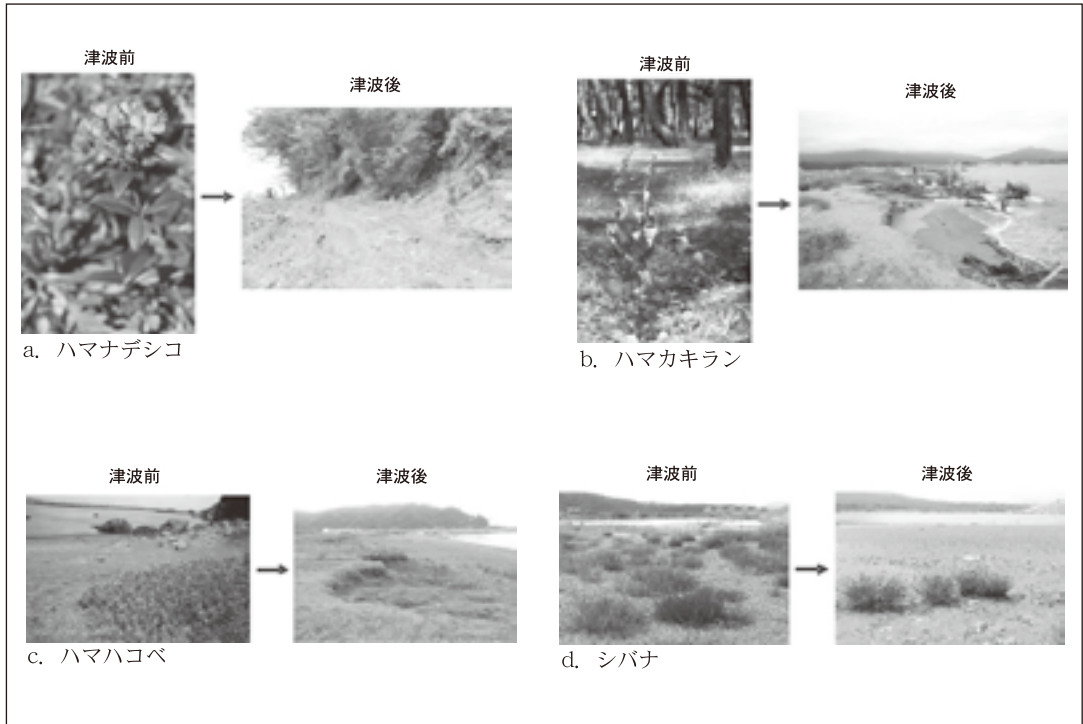 津波前
津波後
a. ハマナデシコ
津波前
津波後
b. ハマカキラン
津波前
津波後
c. ハマハコベ
津波前
津波後
d. シバナ